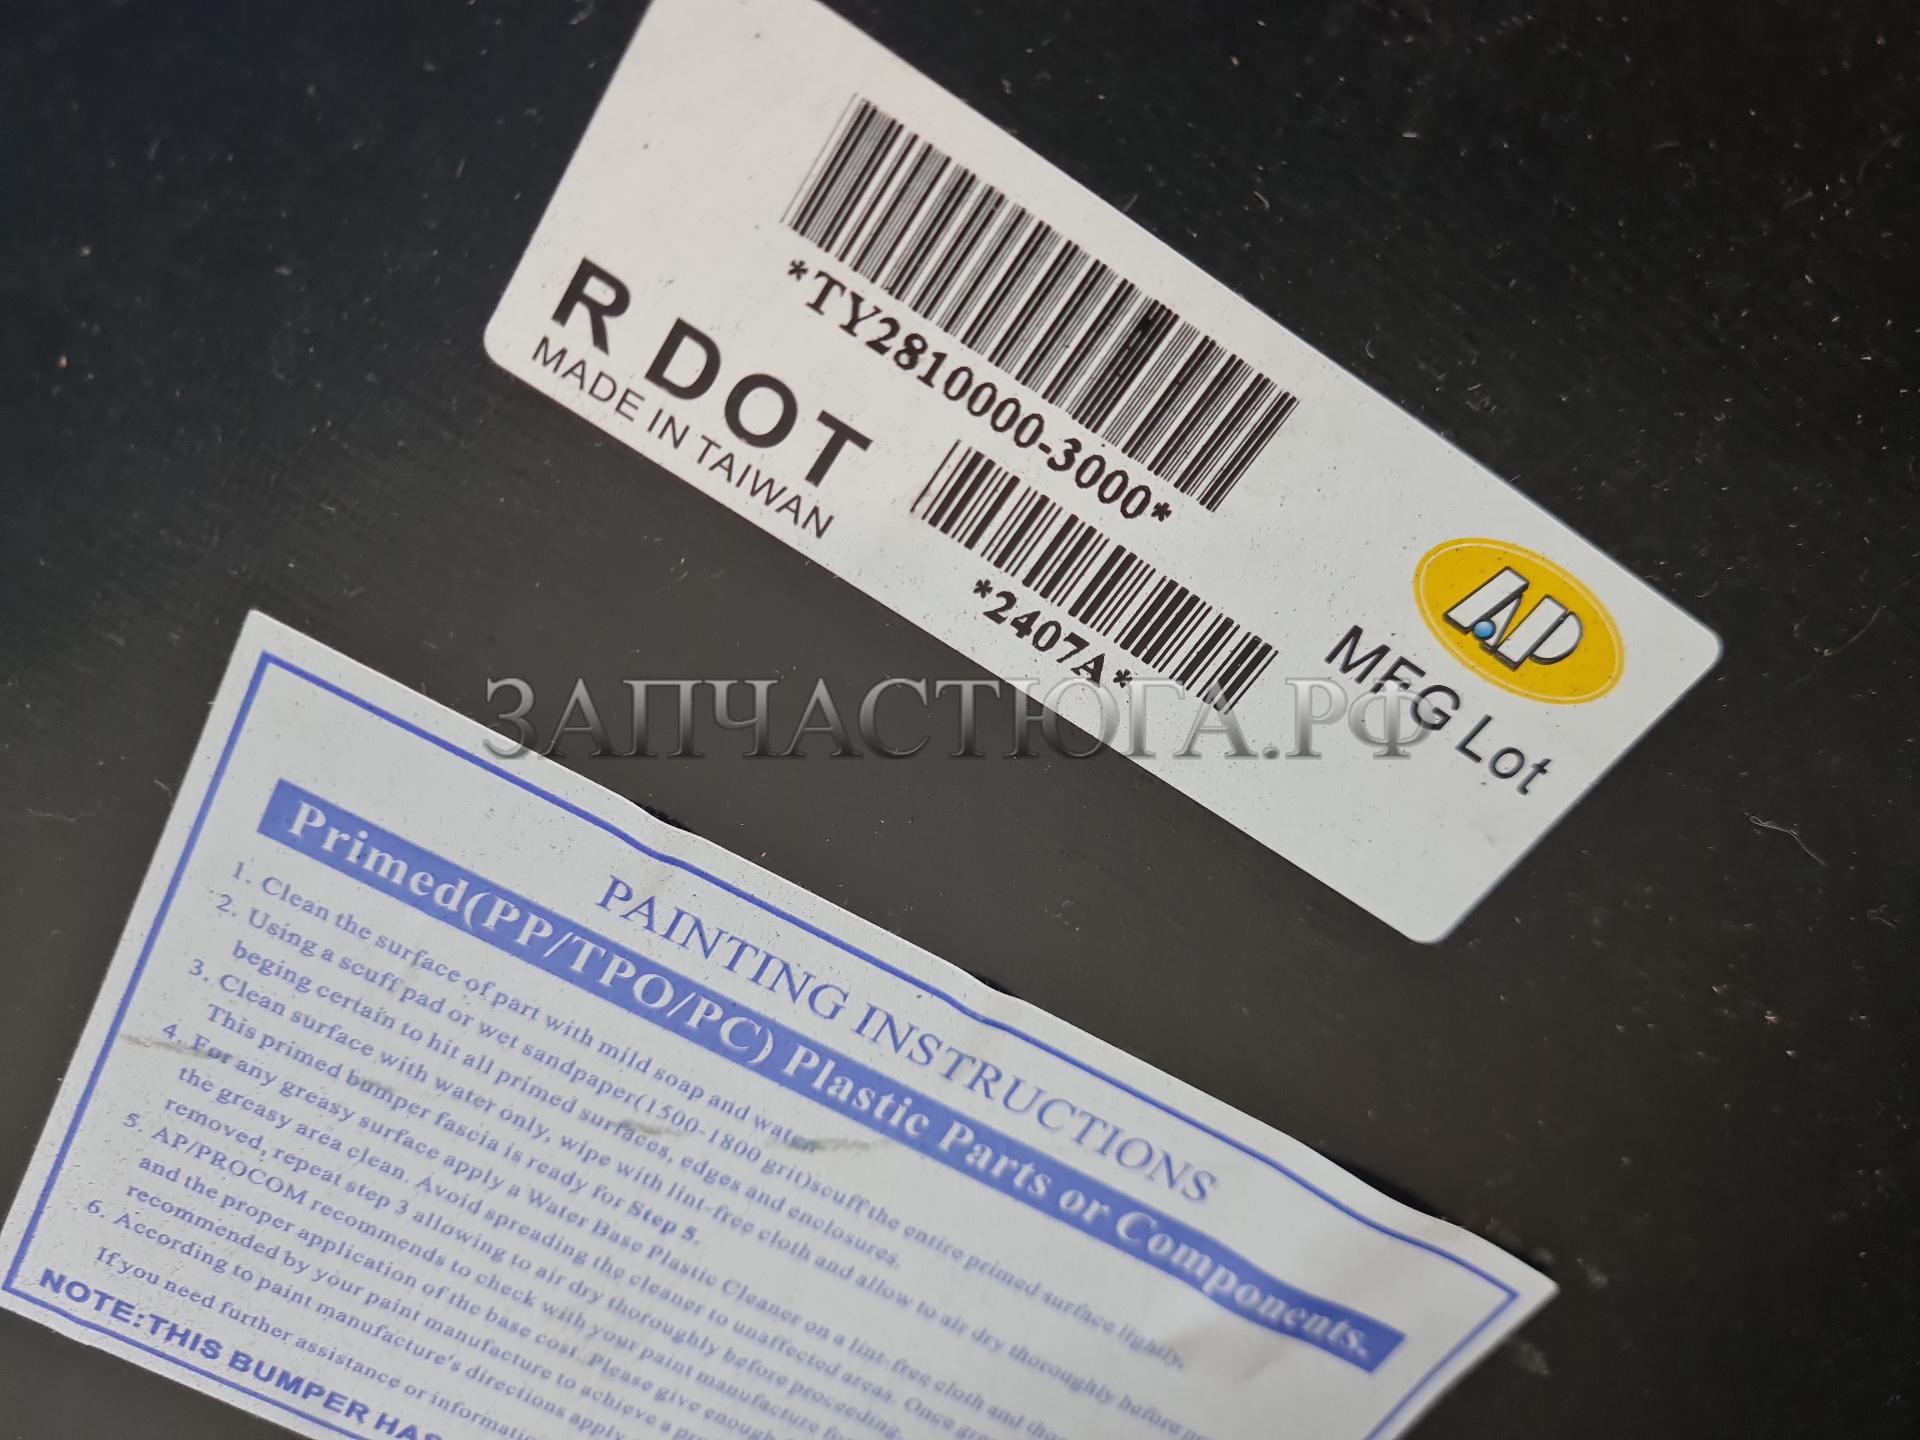 *TY2810000-3000*
R DOT
MADE IN TAIWAN
*2407A*
AP
MFG Lot
ЗАПЧАСТЮГА.РФ
PAINTING INSTRUCTIONS
Primed(PP/TPO/PC) Plastic Parts or Components.
1. Clean the surface of part with mild soap and water
2. Using a scuff pad or wet sandpaper(1500-1800 grit)scuff the entire primed surface lightly,
beging certain to hit all primed surfaces, edges and enclosures.
3. Clean surface with water only, wipe with lint-free cloth and allow to air dry thoroughly before
This primed bumper fascia is ready for Step 5.
4. For any greasy surface apply a Water Base Plastic Cleaner on a lint-free cloth and
the greasy area clean. Avoid spreading the cleaner to unaffected areas. Once
removed, repeat step 3 allowing to air dry thoroughly before proceeding.
5. AP/PROCOM recommends to check with your paint manufacture
and the proper application of the base cost. Please give enough
recommended by your paint manufacture to achieve a
6. According to paint manufacture's directions apply
If you need further assistance or
NOTE:THIS BUMPER HAS